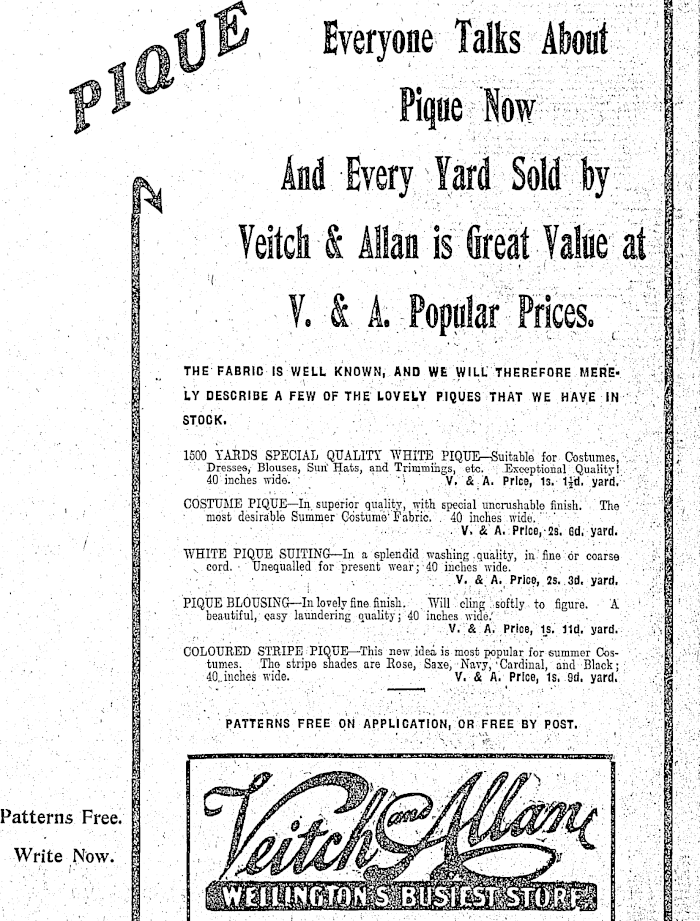 PIQUE
Everyone Talks About
Pique Now
And Every Yard Sold by
Veitch & Allan is Great Value at
V. & A. Popular Prices.
THE FABRIC IS WELL KNOWN, AND WE WILL THEREFORE MERE-
LY DESCRIBE A FEW OF THE LOVELY PIQUES THAT WE HAVE IN
STOCK.
1500 YARDS SPECIAL QUALITY WHITE PIQUE—Suitable for Costumes,
Dresses, Blouses, Sun Hats, and Trimmings, etc. Exceptional Quality!
40 inches wide. V. & A. Price, 1s. 1½d. yard.
COSTUME PIQUE—In superior quality, with special uncrushable finish. The
most desirable Summer Costume Fabric. 40 inches wide.
V. & A. Price, 2s. 6d. yard.
WHITE PIQUE SUITING—In a splendid washing quality, in fine or coarse
cord. Unequalled for present wear; 40 inches wide.
V. & A. Price, 2s. 3d. yard.
PIQUE BLOUSING—In lovely fine finish. Will cling softly to figure. A
beautiful, easy laundering quality; 40 inches wide.
V. & A. Price, 1s. 11d. yard.
COLOURED STRIPE PIQUE—This new idea is most popular for summer Cos-
tumes. The stripe shades are Rose, Saxe, Navy, Cardinal, and Black;
40 inches wide. V. & A. Price, 1s. 9d. yard.
PATTERNS FREE ON APPLICATION, OR FREE BY POST.
Patterns Free.
Write Now.
Veitch and Allan
WELLINGTON'S BUSIEST STORE